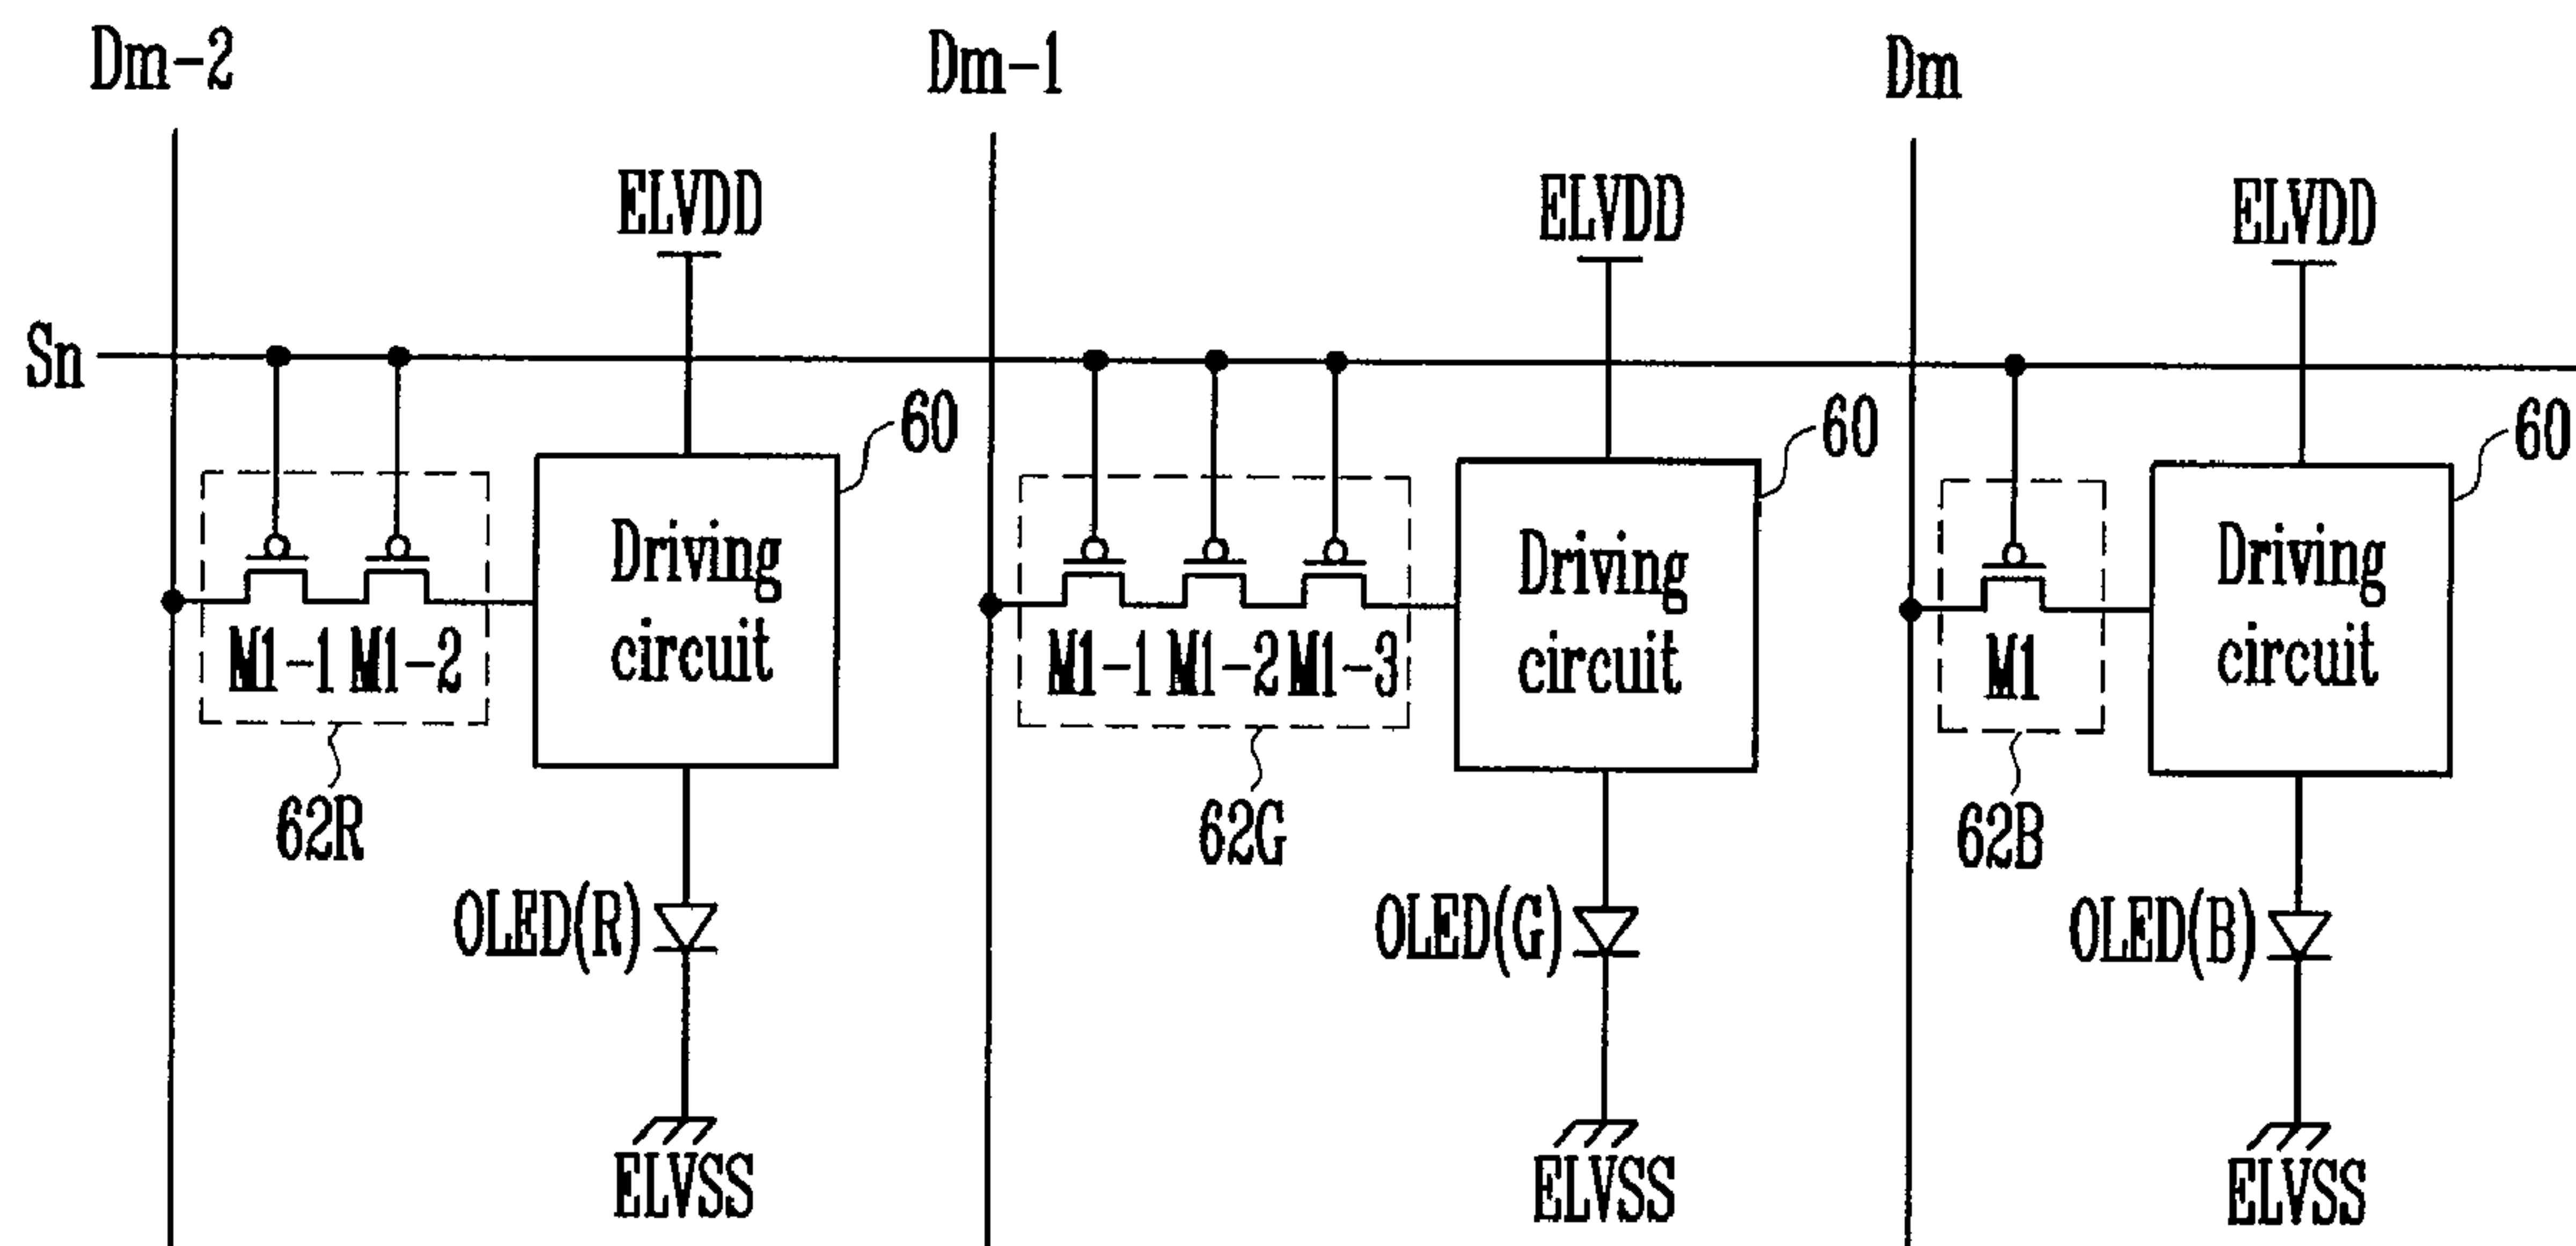 Dm-2
Dm-1
Dm
ELVDD
ELVDD
ELVDD
Sn
60
60
60
Driving
circuit
Driving
circuit
Driving
circuit
M1-1 M1-2
M1-1 M1-2 M1-3
M1
62R
62G
62B
OLED(R)
OLED(G)
OLED(B)
ELVSS
ELVSS
ELVSS